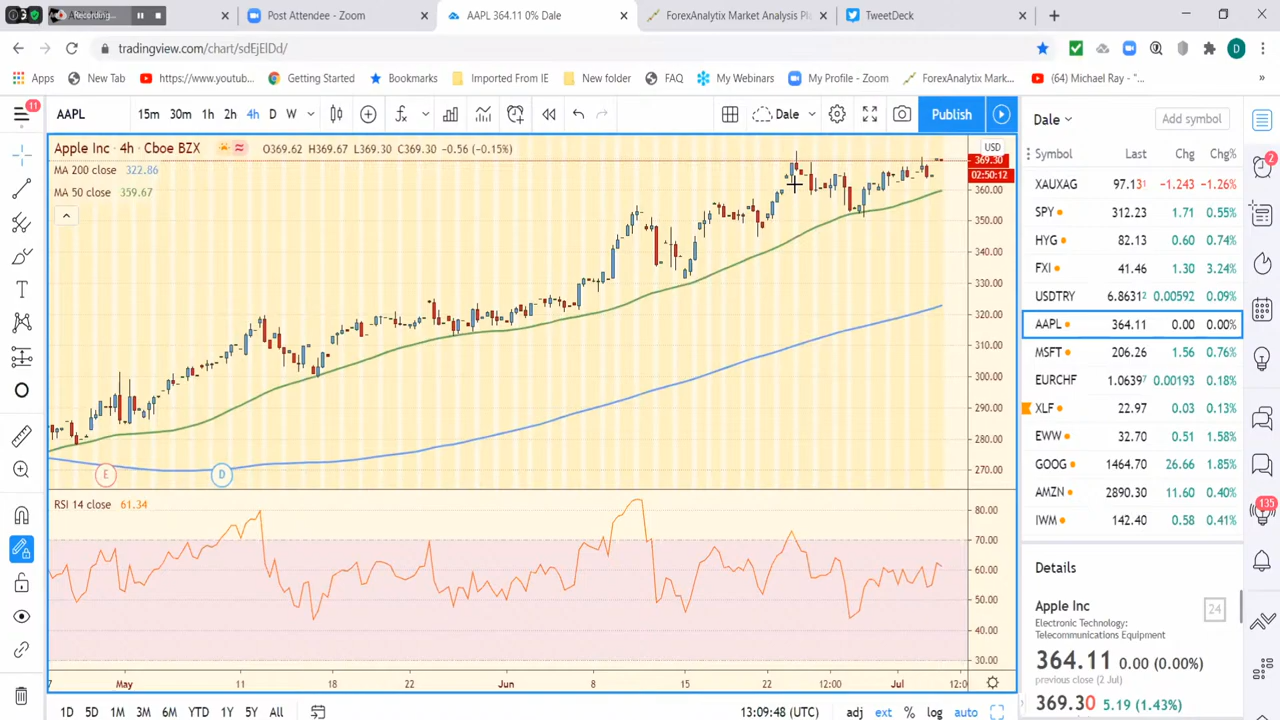 Recording...
Post Attendee - Zoom
AAPL 364.11 0% Dale
ForexAnalytix Market Analysis Pl
TweetDeck
tradingview.com/chart/sdEjEIDd/
D
Apps
New Tab
https://www.youtub...
Getting Started
Bookmarks
Imported From IE
New folder
FAQ
My Webinars
My Profile - Zoom
ForexAnalytix Mark...
(64) Michael Ray - "...
»
11
AAPL
15m 30m 1h 2h 4h D W
Dale
Publish
Dale
Add symbol
Apple Inc · 4h · Cboe BZX
O369.62 H369.67 L369.30 C369.30 -0.56 (-0.15%)
MA 200 close 322.86
MA 50 close 359.67
USD
369.30
02:50:12
360.00
350.00
340.00
330.00
320.00
310.00
300.00
290.00
280.00
270.00
E
D
RSI 14 close 61.34
80.00
70.00
60.00
50.00
40.00
30.00
7 May 11 18 22 Jun 8 15 22 12:00 Jul 12:0
1D 5D 1M 3M 6M YTD 1Y 5Y All
13:09:48 (UTC) adj ext % log auto
Symbol Last Chg Chg%
XAUXAG 97.131 -1.243 -1.26%
SPY 312.23 1.71 0.55%
HYG 82.13 0.60 0.74%
FXI 41.46 1.30 3.24%
USDTRY 6.86312 0.00592 0.09%
AAPL 364.11 0.00 0.00%
MSFT 206.26 1.56 0.76%
EURCHF 1.06397 0.00193 0.18%
XLF 22.97 0.03 0.13%
EWW 32.70 0.51 1.58%
GOOG 1464.70 26.66 1.85%
AMZN 2890.30 11.60 0.40%
IWM 142.40 0.58 0.41%
Details
Apple Inc
24
Electronic Technology:
Telecommunications Equipment
364.11 0.00 (0.00%)
previous close (2 Jul)
369.30 5.19 (1.43%)
2
135